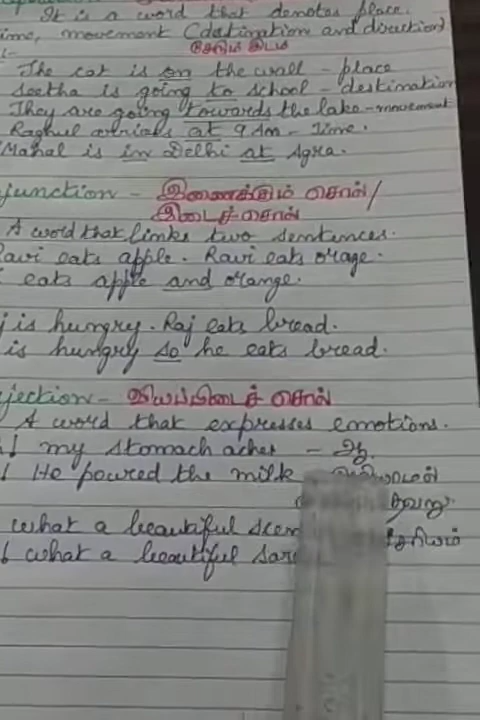 It is a word that denotes place.
ime, movement (destination and direction)
சேரும் இடம்
The cat is on the wall - place
Seetha is going to school - destination
They are going towards the lake - movement
Raghul arrives at 9 Am - Time.
Mahal is in Delhi at Agra.
junction - இணைக்கும் சொல்/
இடைச்சொல்
A word that links two sentences.
Ravi eats apple. Ravi eats orage.
eats apple and orange.
j is hungry. Raj eats bread.
is hungry so he eats bread.
jection - வியப்பிடைச் சொல்
A word that expresses emotions.
my stomach aches - ஆ
He poured the milk
தவறு
what a beautiful scen
what a beautiful sar